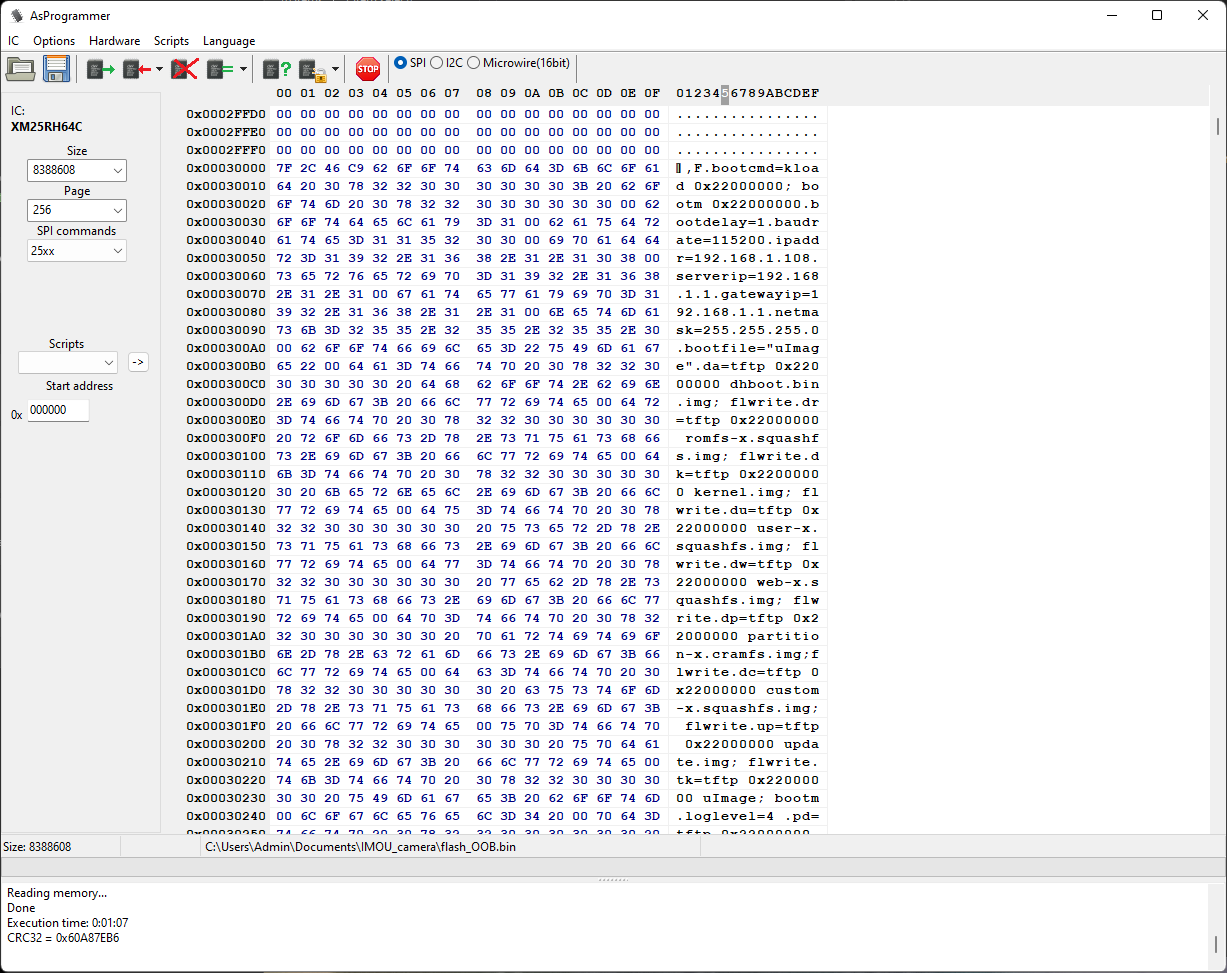 AsProgrammer
IC Options Hardware Scripts Language
STOP SPI I2C Microwire(16bit)
00 01 02 03 04 05 06 07 08 09 0A 0B 0C 0D 0E 0F 0123456789ABCDEF
IC:
XM25RH64C
Size
8388608
Page
256
SPI commands
25xx
Scripts
->
Start address
0x 000000
0x0002FFD0 00 00 00 00 00 00 00 00 00 00 00 00 00 00 00 00 ................
0x0002FFE0 00 00 00 00 00 00 00 00 00 00 00 00 00 00 00 00 ................
0x0002FFF0 00 00 00 00 00 00 00 00 00 00 00 00 00 00 00 00 ................
0x00030000 7F 2C 46 C9 62 6F 6F 74 63 6D 64 3D 6B 6C 6F 61 ,F.bootcmd=kloa
0x00030010 64 20 30 78 32 32 30 30 30 30 30 30 3B 20 62 6F d 0x22000000; bo
0x00030020 6F 74 6D 20 30 78 32 32 30 30 30 30 30 30 00 62 otm 0x22000000.b
0x00030030 6F 6F 74 64 65 6C 61 79 3D 31 00 62 61 75 64 72 ootdelay=1.baudr
0x00030040 61 74 65 3D 31 31 35 32 30 30 00 69 70 61 64 64 ate=115200.ipadd
0x00030050 72 3D 31 39 32 2E 31 36 38 2E 31 2E 31 30 38 00 r=192.168.1.108.
0x00030060 73 65 72 76 65 72 69 70 3D 31 39 32 2E 31 36 38 serverip=192.168
0x00030070 2E 31 2E 31 00 67 61 74 65 77 61 79 69 70 3D 31 .1.1.gatewayip=1
0x00030080 39 32 2E 31 36 38 2E 31 2E 31 00 6E 65 74 6D 61 92.168.1.1.netma
0x00030090 73 6B 3D 32 35 35 2E 32 35 35 2E 32 35 35 2E 30 sk=255.255.255.0
0x000300A0 00 62 6F 6F 74 66 69 6C 65 3D 22 75 49 6D 61 67 .bootfile="uImag
0x000300B0 65 22 00 64 61 3D 74 66 74 70 20 30 78 32 32 30 e".da=tftp 0x220
0x000300C0 30 30 30 30 30 20 64 68 62 6F 6F 74 2E 62 69 6E 00000 dhboot.bin
0x000300D0 2E 69 6D 67 3B 20 66 6C 77 72 69 74 65 00 64 72 .img; flwrite.dr
0x000300E0 3D 74 66 74 70 20 30 78 32 32 30 30 30 30 30 30 =tftp 0x22000000
0x000300F0 20 72 6F 6D 66 73 2D 78 2E 73 71 75 61 73 68 66 romfs-x.squashf
0x00030100 73 2E 69 6D 67 3B 20 66 6C 77 72 69 74 65 00 64 s.img; flwrite.d
0x00030110 6B 3D 74 66 74 70 20 30 78 32 32 30 30 30 30 30 k=tftp 0x2200000
0x00030120 30 20 6B 65 72 6E 65 6C 2E 69 6D 67 3B 20 66 6C 0 kernel.img; fl
0x00030130 77 72 69 74 65 00 64 75 3D 74 66 74 70 20 30 78 write.du=tftp 0x
0x00030140 32 32 30 30 30 30 30 30 20 75 73 65 72 2D 78 2E 22000000 user-x.
0x00030150 73 71 75 61 73 68 66 73 2E 69 6D 67 3B 20 66 6C squashfs.img; fl
0x00030160 77 72 69 74 65 00 64 77 3D 74 66 74 70 20 30 78 write.dw=tftp 0x
0x00030170 32 32 30 30 30 30 30 30 20 77 65 62 2D 78 2E 73 22000000 web-x.s
0x00030180 71 75 61 73 68 66 73 2E 69 6D 67 3B 20 66 6C 77 quashfs.img; flw
0x00030190 72 69 74 65 00 64 70 3D 74 66 74 70 20 30 78 32 rite.dp=tftp 0x2
0x000301A0 32 30 30 30 30 30 30 20 70 61 72 74 69 74 69 6F 2000000 partitio
0x000301B0 6E 2D 78 2E 63 72 61 6D 66 73 2E 69 6D 67 3B 66 n-x.cramfs.img;f
0x000301C0 6C 77 72 69 74 65 00 64 63 3D 74 66 74 70 20 30 lwrite.dc=tftp 0
0x000301D0 78 32 32 30 30 30 30 30 30 20 63 75 73 74 6F 6D x22000000 custom
0x000301E0 2D 78 2E 73 71 75 61 73 68 66 73 2E 69 6D 67 3B -x.squashfs.img;
0x000301F0 20 66 6C 77 72 69 74 65 00 75 70 3D 74 66 74 70 flwrite.up=tftp
0x00030200 20 30 78 32 32 30 30 30 30 30 30 20 75 70 64 61 0x22000000 upda
0x00030210 74 65 2E 69 6D 67 3B 20 66 6C 77 72 69 74 65 00 te.img; flwrite.
0x00030220 74 6B 3D 74 66 74 70 20 30 78 32 32 30 30 30 30 tk=tftp 0x220000
0x00030230 30 30 20 75 49 6D 61 67 65 3B 20 62 6F 6F 74 6D 00 uImage; bootm
0x00030240 00 6C 6F 67 6C 65 76 65 6C 3D 34 20 00 70 64 3D .loglevel=4 .pd=
0x00030250 74 66 74 70 20 30 78 32 32 30 30 30 30 30 30 20 tftp 0x22000000
Size: 8388608 C:\Users\Admin\Documents\IMOU_camera\flash_OOB.bin
Reading memory...
Done
Execution time: 0:01:07
CRC32 = 0x60A87EB6